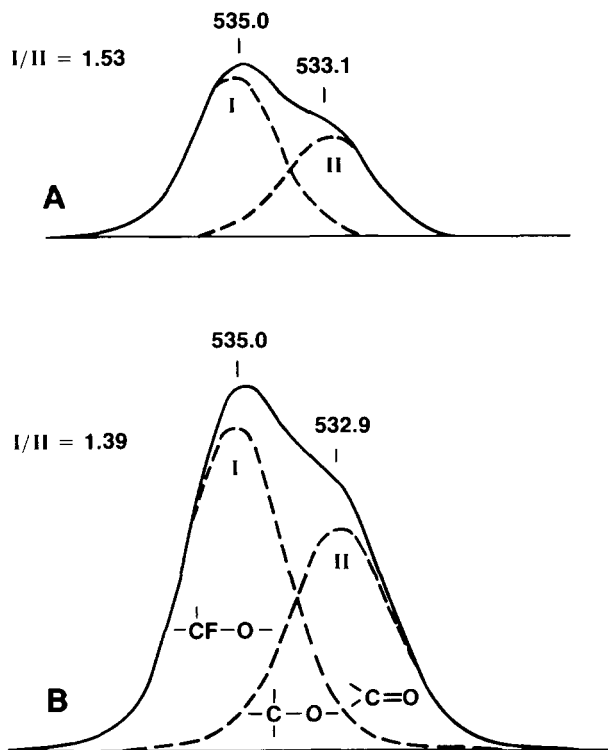 535.0
I/II = 1.53
533.1
I
II
A
535.0
I/II = 1.39
532.9
I
II
-CF-O-
B
-C-O-
C=O